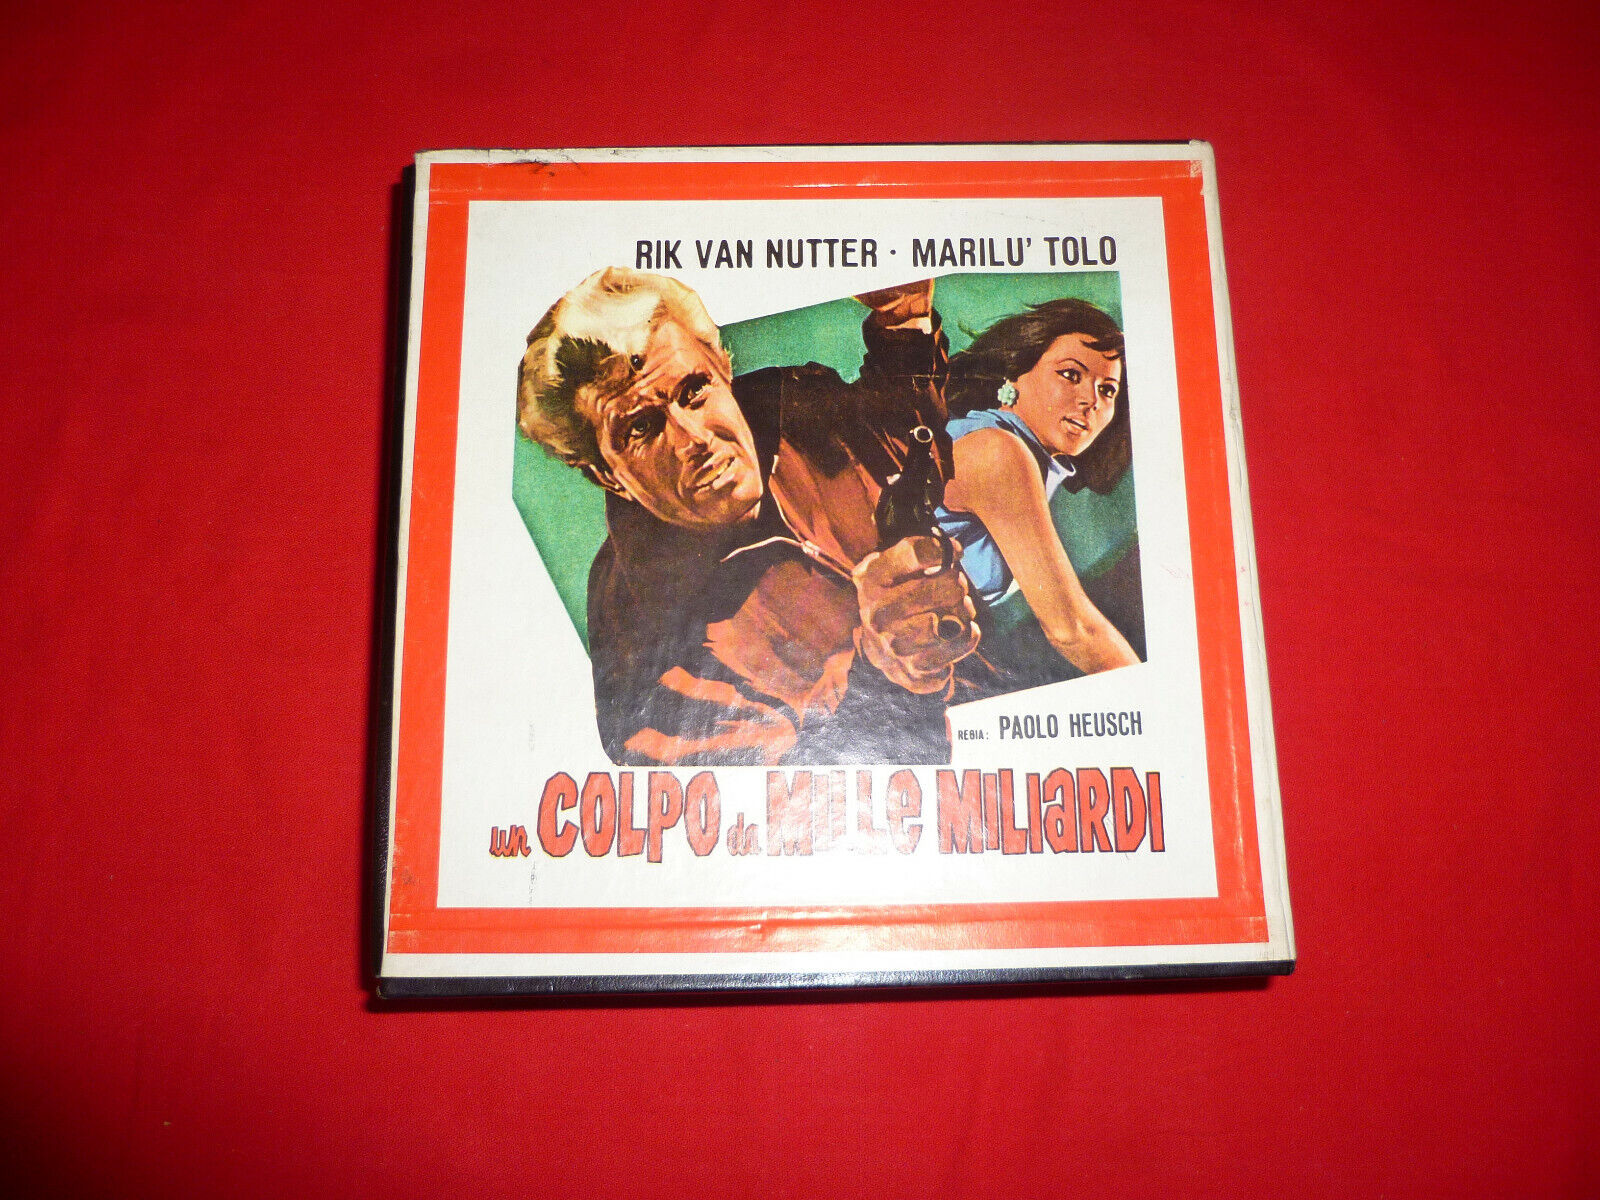 RIK VAN NUTTER · MARILU' TOLO
REGIA: PAOLO HEUSCH
un COLPO da MILLE MILIARDI